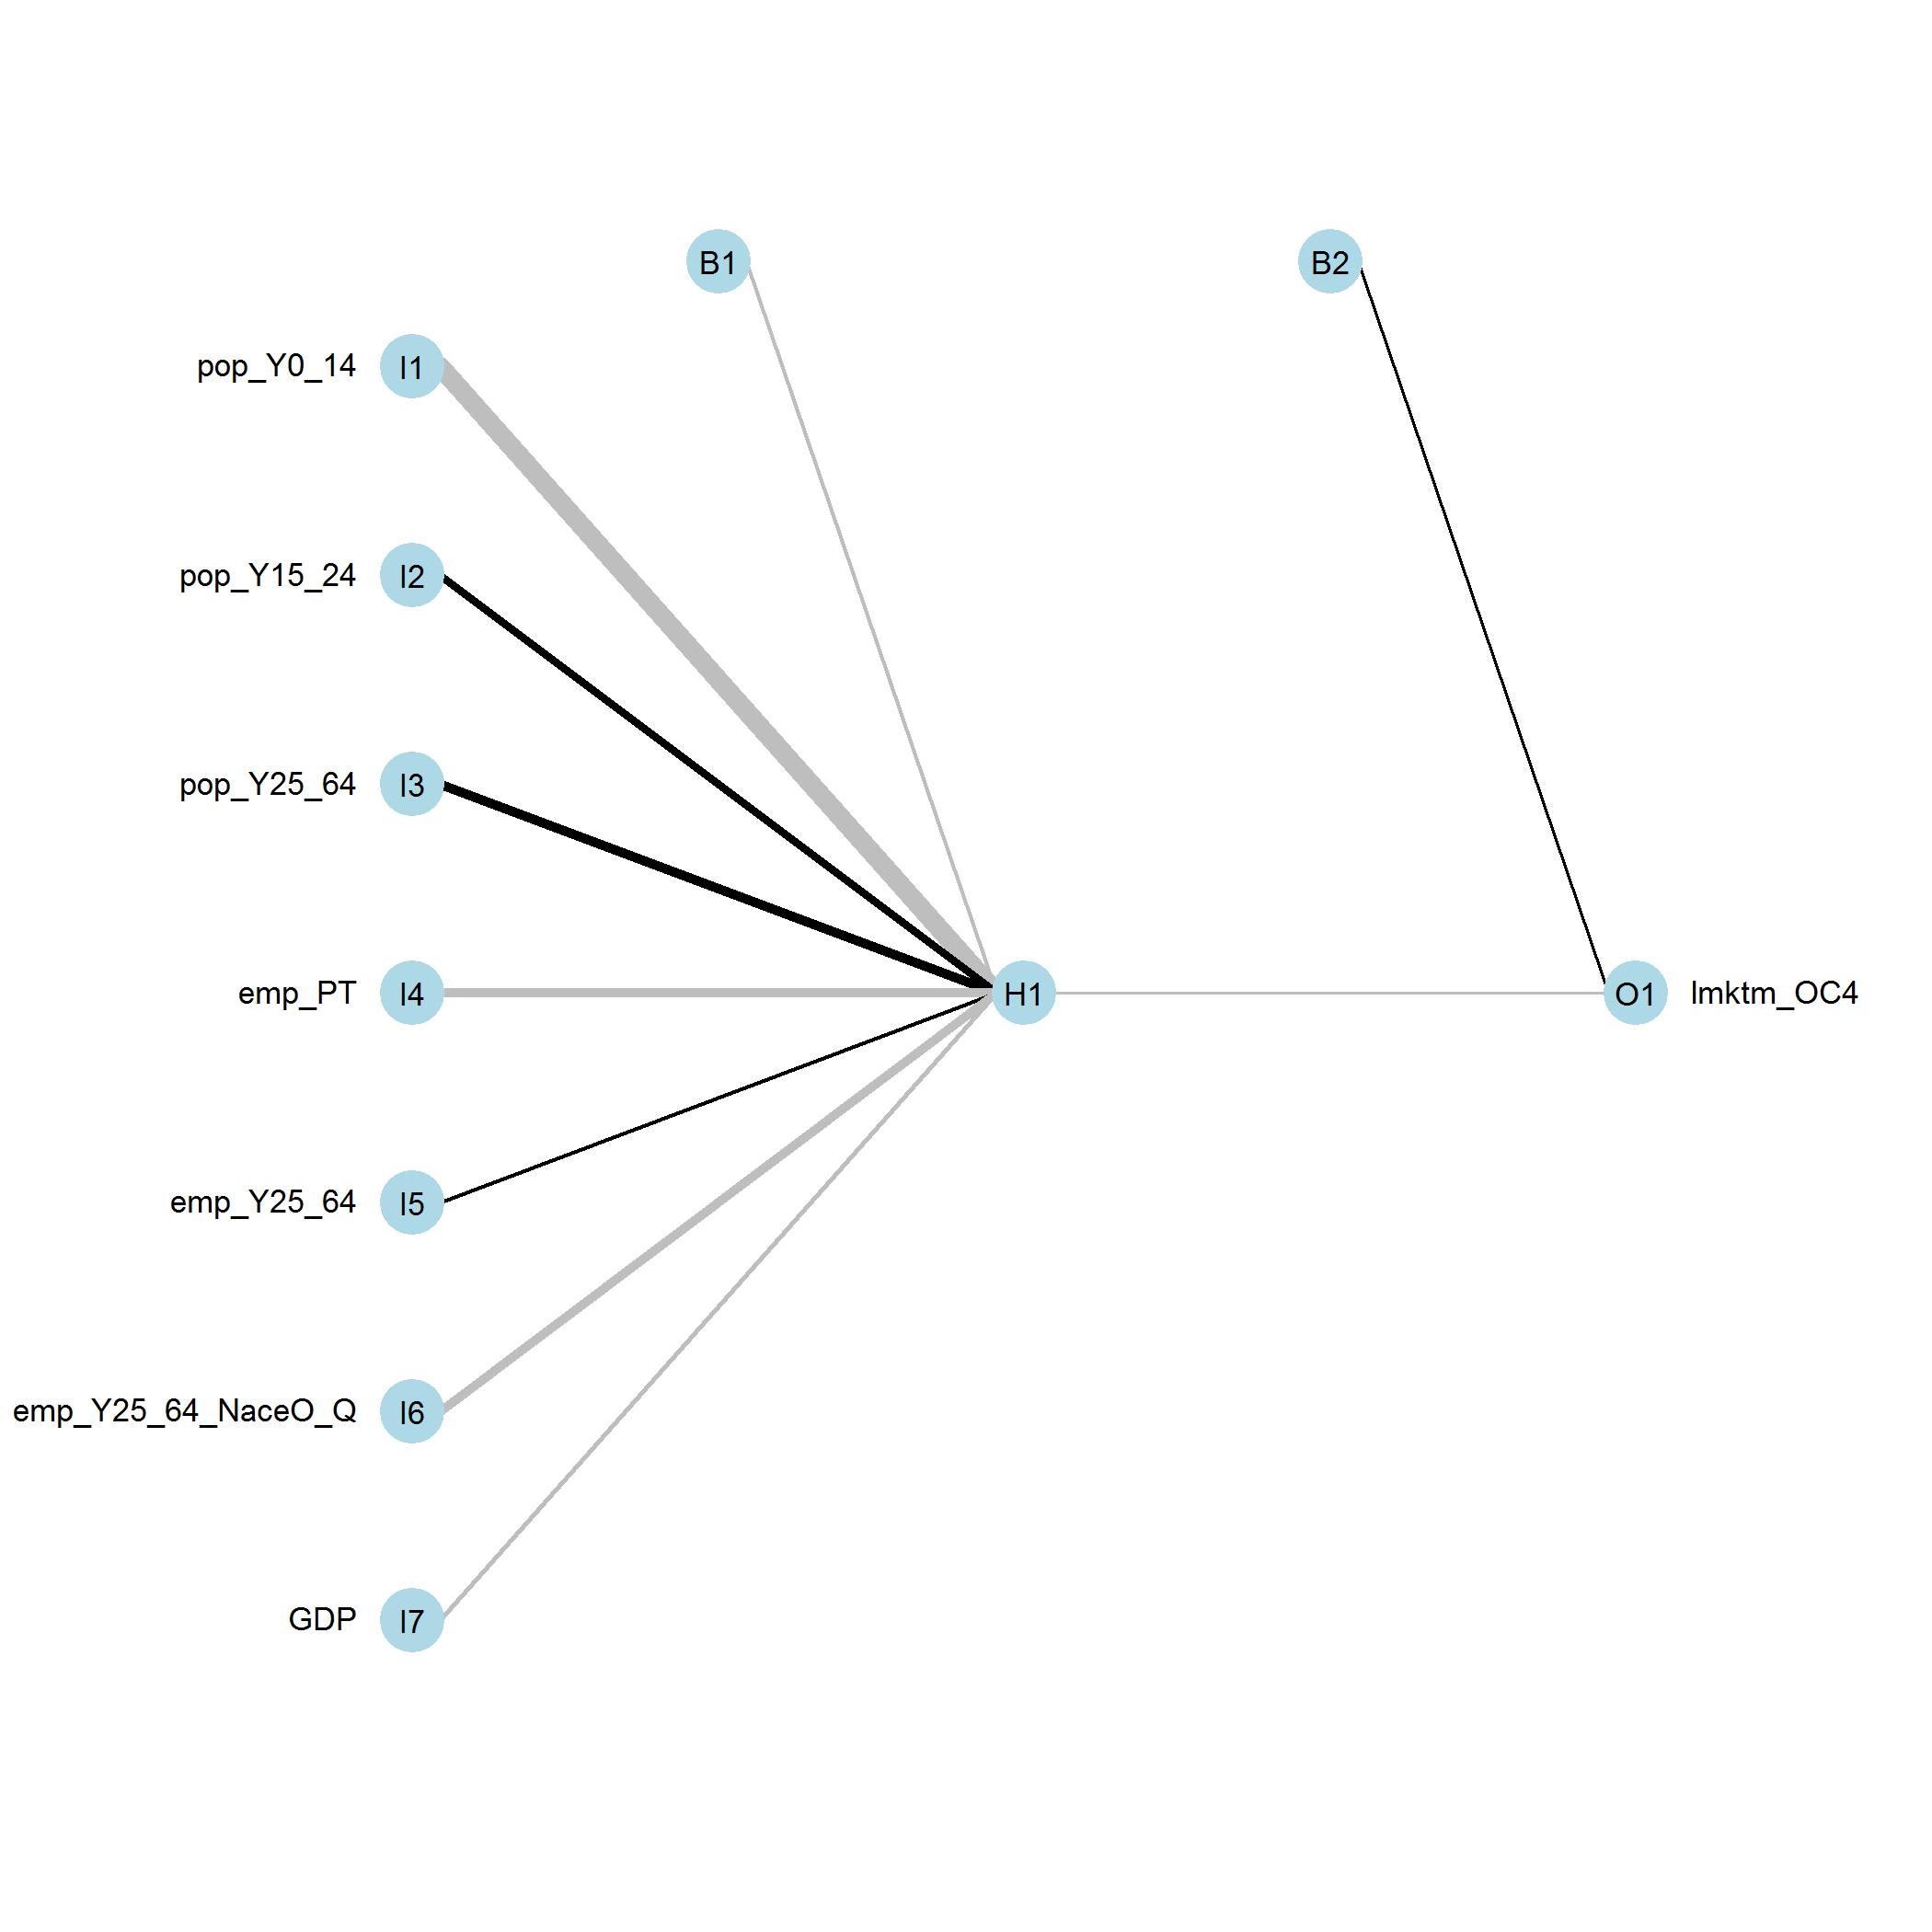 B1
B2
pop_Y0_14 I1
pop_Y15_24 I2
pop_Y25_64 I3
emp_PT I4
H1
O1 lmktm_OC4
emp_Y25_64 I5
emp_Y25_64_NaceO_Q I6
GDP I7